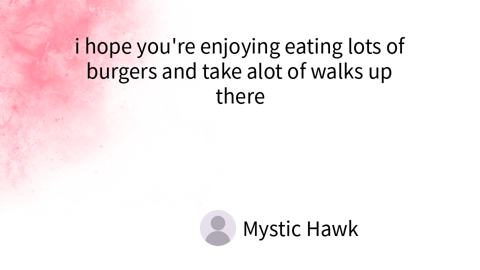 i hope you're enjoying eating lots of
burgers and take alot of walks up
there
Mystic Hawk